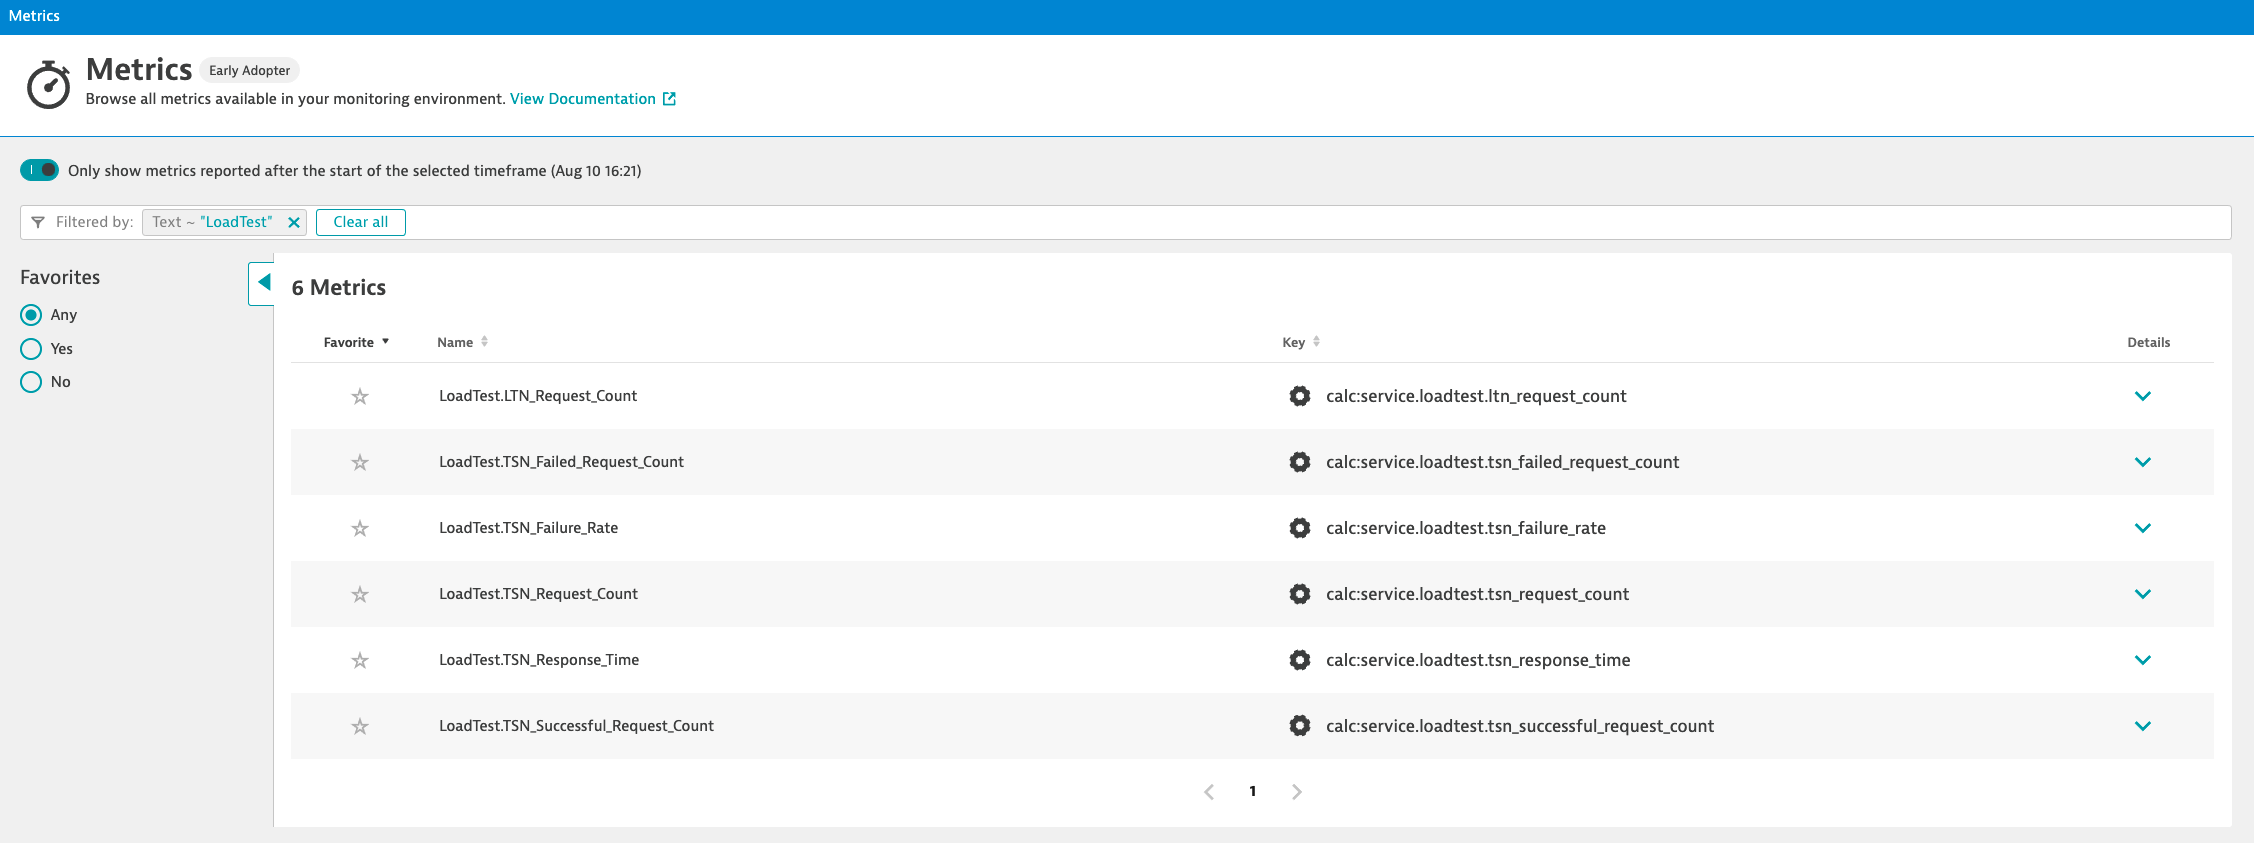 Metrics
Metrics Early Adopter
Browse all metrics available in your monitoring environment. View Documentation
Only show metrics reported after the start of the selected timeframe (Aug 10 16:21)
Filtered by: Text ~ "LoadTest" Clear all
Favorites
Any
Yes
No
6 Metrics
Favorite Name Key Details
LoadTest.LTN_Request_Count calc:service.loadtest.ltn_request_count
LoadTest.TSN_Failed_Request_Count calc:service.loadtest.tsn_failed_request_count
LoadTest.TSN_Failure_Rate calc:service.loadtest.tsn_failure_rate
LoadTest.TSN_Request_Count calc:service.loadtest.tsn_request_count
LoadTest.TSN_Response_Time calc:service.loadtest.tsn_response_time
LoadTest.TSN_Successful_Request_Count calc:service.loadtest.tsn_successful_request_count
1